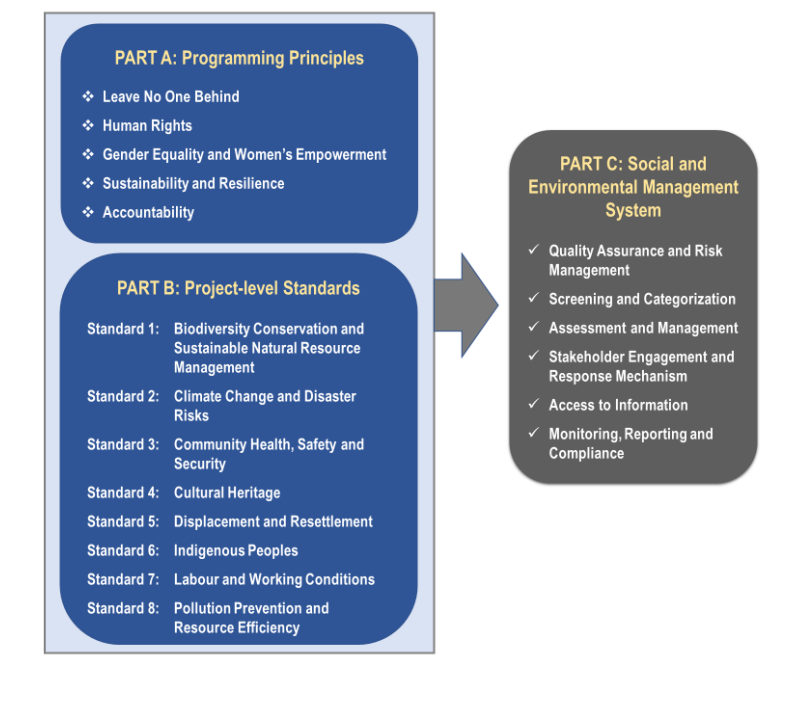 PART A: Programming Principles
❖ Leave No One Behind
❖ Human Rights
❖ Gender Equality and Women’s Empowerment
❖ Sustainability and Resilience
❖ Accountability
PART B: Project-level Standards
Standard 1: Biodiversity Conservation and
Sustainable Natural Resource
Management
Standard 2: Climate Change and Disaster
Risks
Standard 3: Community Health, Safety and
Security
Standard 4: Cultural Heritage
Standard 5: Displacement and Resettlement
Standard 6: Indigenous Peoples
Standard 7: Labour and Working Conditions
Standard 8: Pollution Prevention and
Resource Efficiency
PART C: Social and
Environmental Management
System
✓ Quality Assurance and Risk
Management
✓ Screening and Categorization
✓ Assessment and Management
✓ Stakeholder Engagement and
Response Mechanism
✓ Access to Information
✓ Monitoring, Reporting and
Compliance